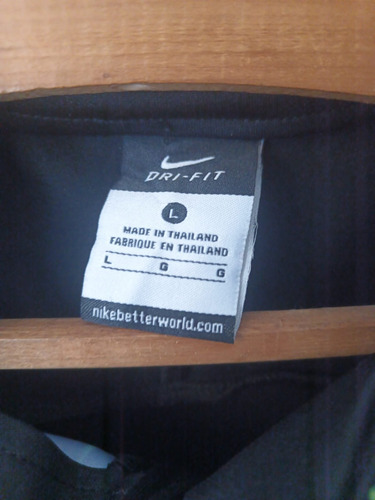 DRI-FIT
L
MADE IN THAILAND
FABRIQUE EN THAILAND
L G G
nikebetterworld.com